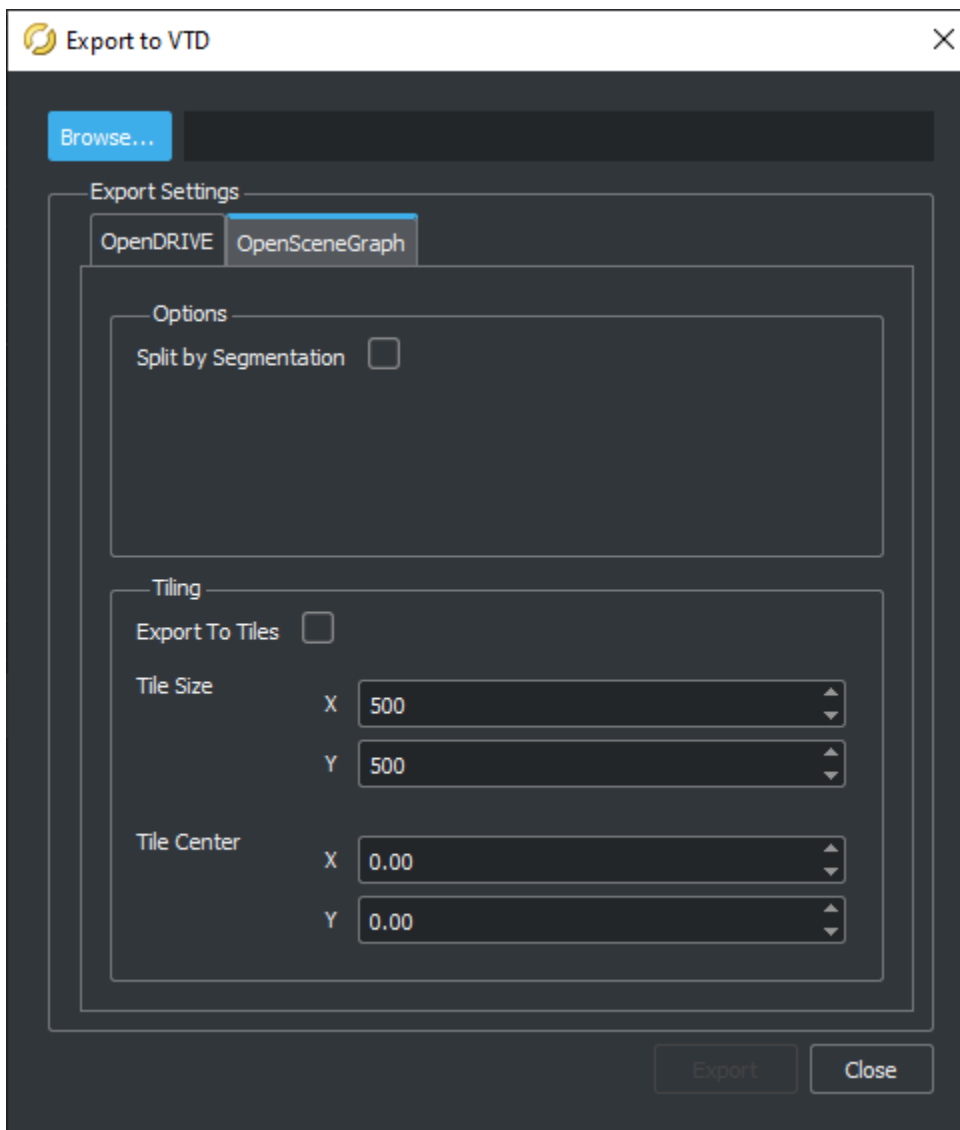 Export to VTD
Browse...
Export Settings
OpenDRIVE OpenSceneGraph
Options
Split by Segmentation
Tiling
Export To Tiles
Tile Size X 500
Y 500
Tile Center X 0.00
Y 0.00
Export Close